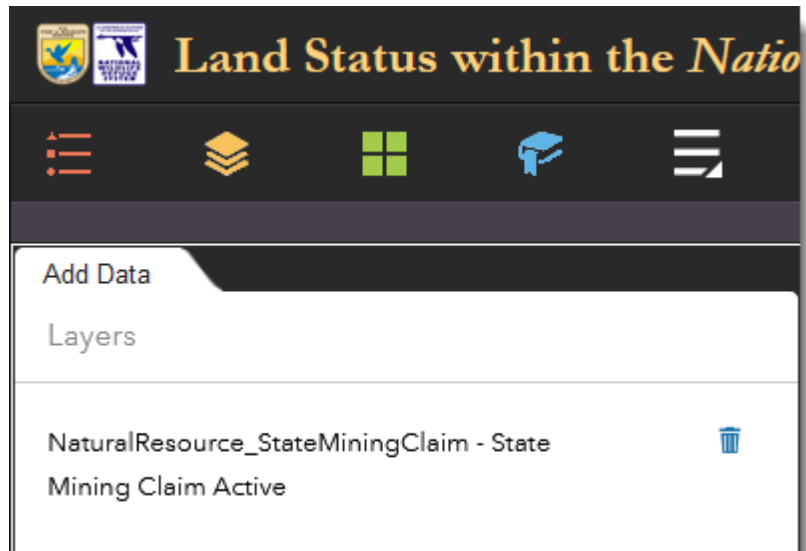 Land Status within the Natio
Add Data
Layers
NaturalResource_StateMiningClaim - State
Mining Claim Active